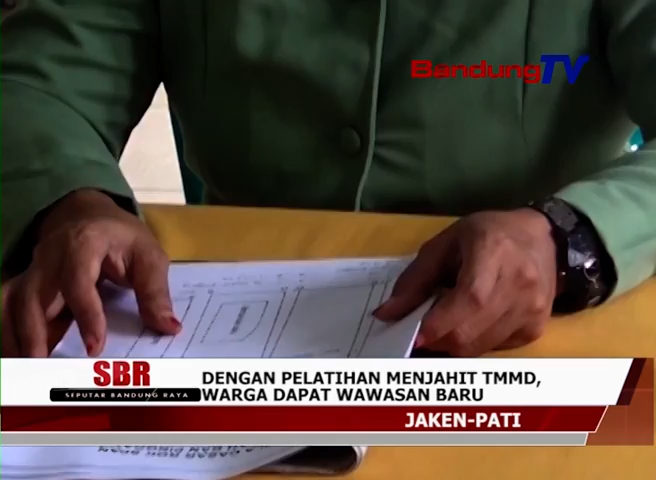 BandungTV
SBR
SEPUTAR BANDUNG RAYA
DENGAN PELATIHAN MENJAHIT TMMD,
WARGA DAPAT WAWASAN BARU
JAKEN-PATI